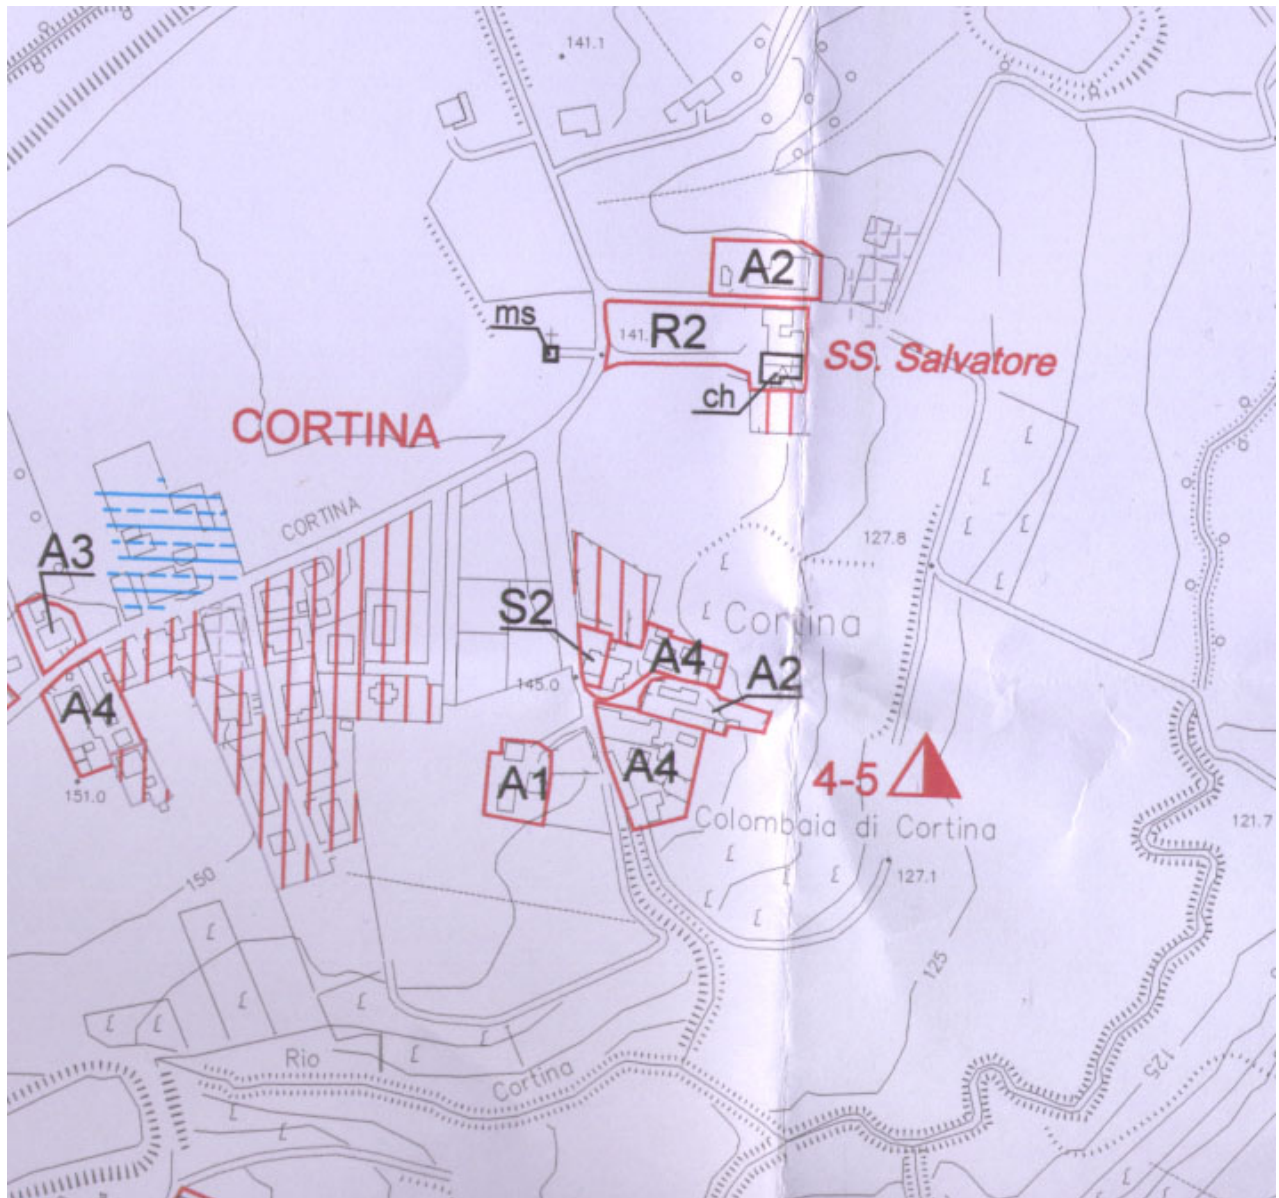 141.1
A2
ms
141.
R2
SS. Salvatore
ch
CORTINA
CORTINA
A3
127.8
S2
Cortina
A4
A2
145.0
A4
A1
A4
4-5
151.0
Colombaia di Cortina
121.7
150
127.1
125
Rio
Cortina
125